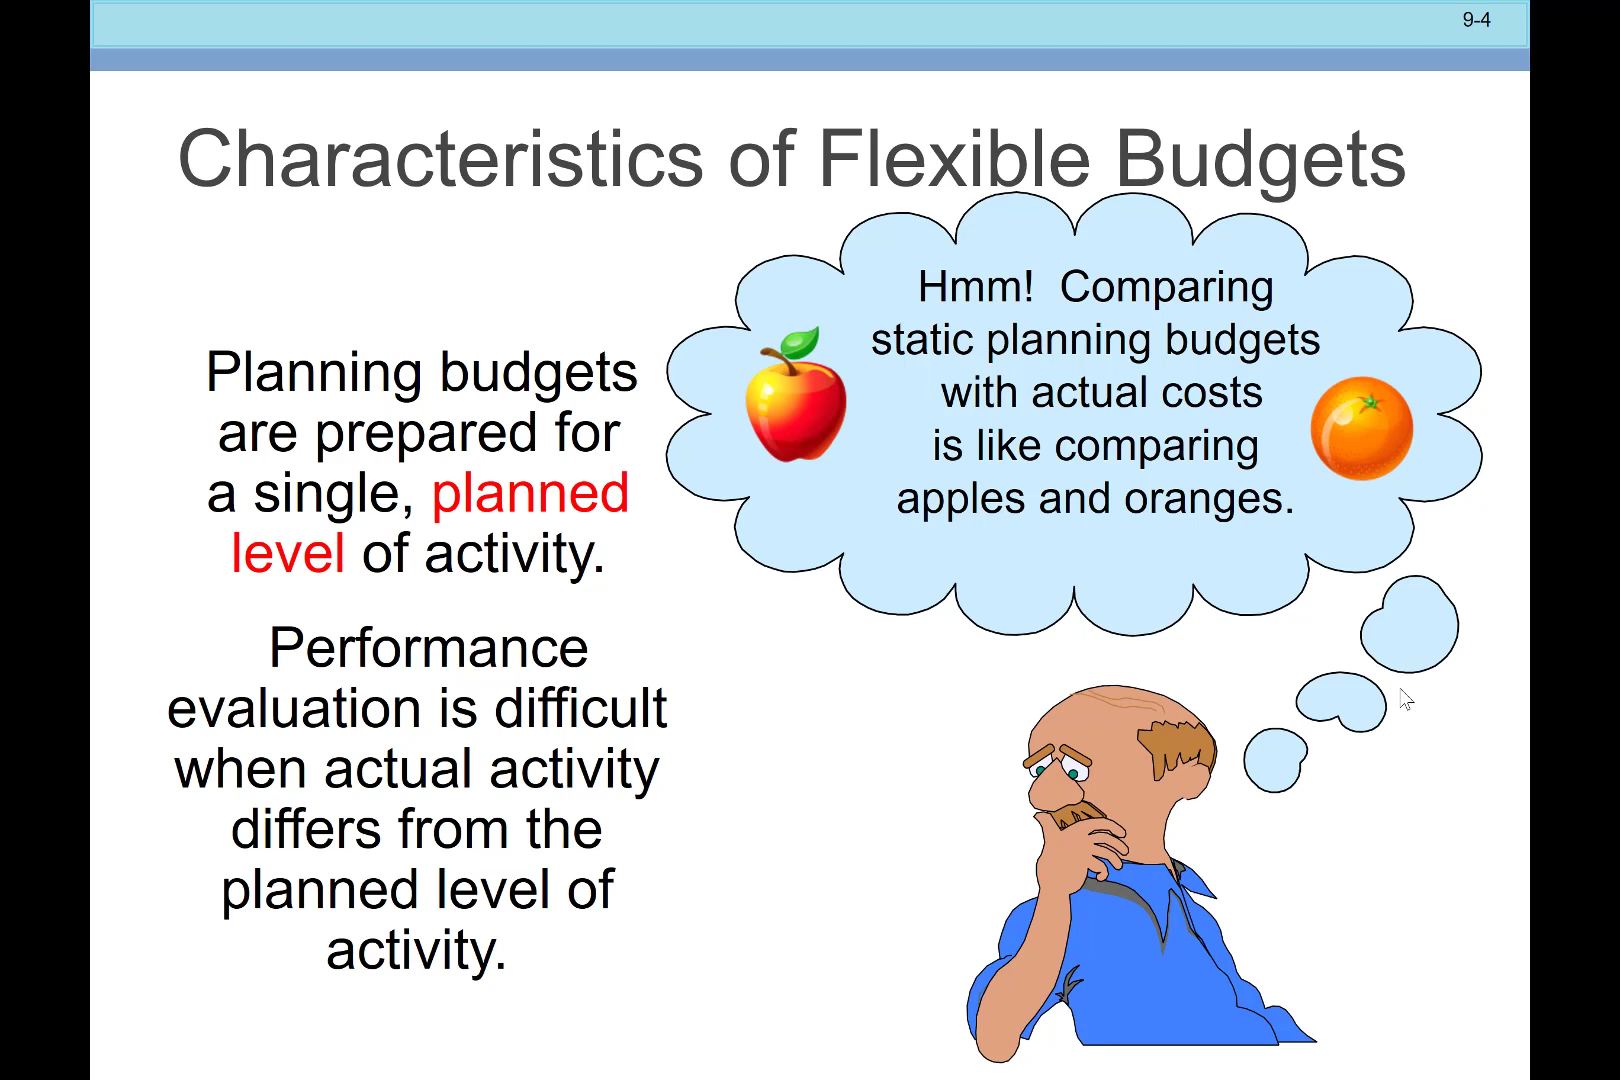 9-4
Characteristics of Flexible Budgets
Planning budgets
are prepared for
a single, planned
level of activity.
Performance
evaluation is difficult
when actual activity
differs from the
planned level of
activity.
Hmm!  Comparing
static planning budgets
with actual costs
is like comparing
apples and oranges.